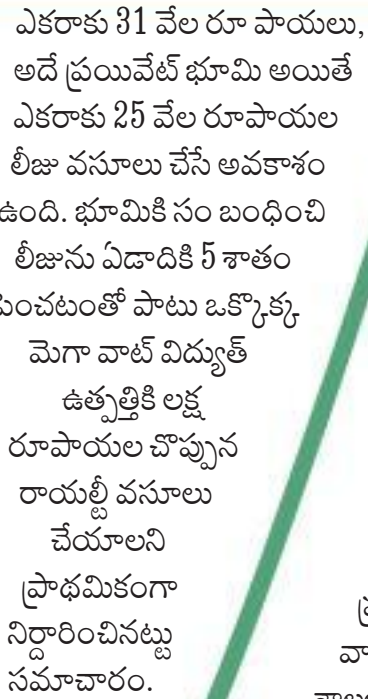 ఎకరాకు 31 వేల రూ పాయలు,
అదే ప్రయివేట్ భూమి అయితే
ఎకరాకు 25 వేల రూపాయల
లీజు వసూలు చేసే అవకాశం
ఉంది. భూమికి సం బంధించి
లీజును ఏడాదికి 5 శాతం
పెంచటంతో పాటు ఒక్కొక్క
మెగా వాట్ విద్యుత్
ఉత్పత్తికి లక్ష
రూపాయల చొప్పున
రాయల్టీ వసూలు
చేయాలని
ప్రాథమికంగా
నిర్దారించినట్టు
సమాచారం.